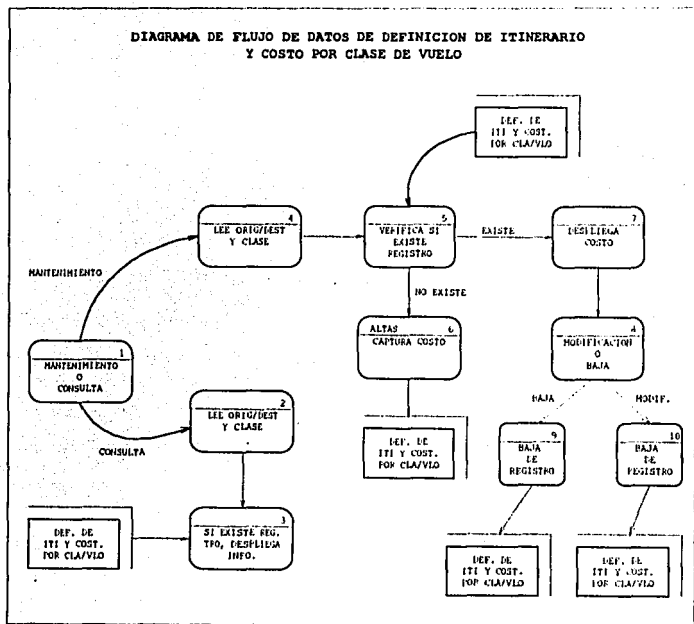 DIAGRAMA DE FLUJO DE DATOS DE DEFINICION DE ITINERARIO
Y COSTO POR CLASE DE VUELO
DEF. DE
ITI Y COST.
POR CLA/VLO
4
LEE ORIG/DEST
Y CLASE
5
VERIFICA SI
EXISTE
REGISTRO
EXISTE
7
DESPLIEGA
COSTO
MANTENIMIENTO
NO EXISTE
1
MANTENIMIENTO
O
CONSULTA
ALTAS 6
CAPTURA COSTO
MODIFICACION
O
BAJA
2
LEE ORIG/DEST
Y CLASE
CONSULTA
BAJA
MODIF.
DEF. DE
ITI Y COST.
POR CLA/VLO
9
BAJA
DE
REGISTRO
10
BAJA
DE
REGISTRO
DEF. DE
ITI Y COST.
POR CLA/VLO
3
SI EXISTE REG.
TPO, DESPLIEGA
INFO.
DEF. DE
ITI Y COST.
POR CLA/VLO
DEF. DE
ITI Y COST.
POR CLA/VLO